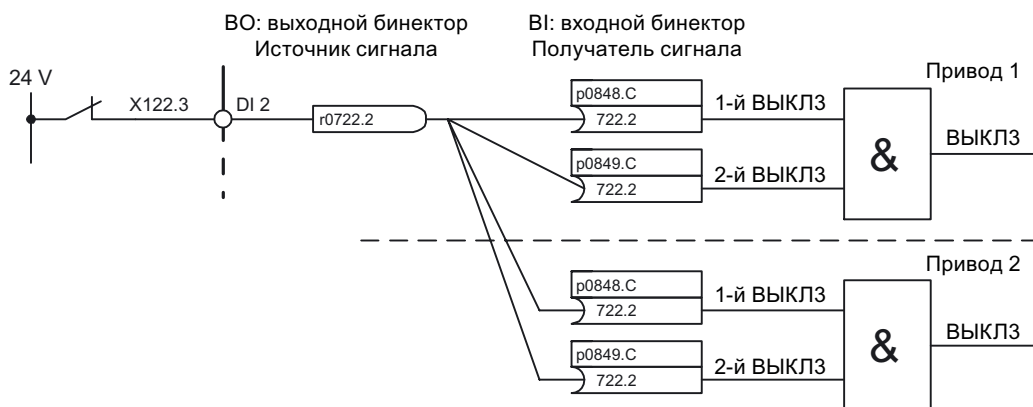 BO: выходной бинектор
Источник сигнала
BI: входной бинектор
Получатель сигнала
24 V
X122.3
DI 2
r0722.2
p0848.C
722.2
1-й ВЫКЛ3
p0849.C
722.2
2-й ВЫКЛ3
Привод 1
&
ВЫКЛ3
Привод 2
p0848.C
722.2
1-й ВЫКЛ3
p0849.C
722.2
2-й ВЫКЛ3
&
ВЫКЛ3